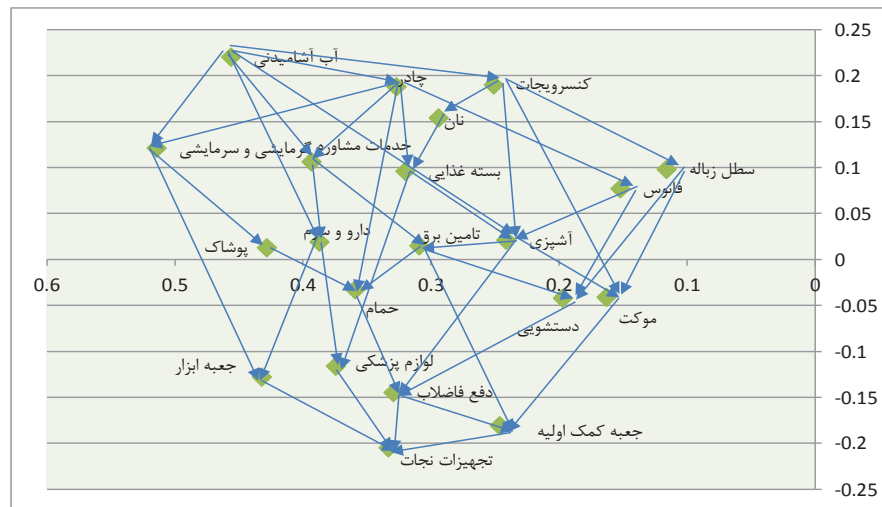 0.25
آب آشامیدنی
چادر
کنسرویجات
0.2
نان
0.15
خدمات مشاوره
گرمایشی و سرمایشی
بسته غذایی
سطل زباله
0.1
فانوس
0.05
پوشاک
دارو و
تامین برق
آشپزی
0
0.6
0.5
0.4
0.3
0.2
0.1
0
حمام
دستشویی
موکت
-0.05
جعبه ابزار
لوازم پزشکی
-0.1
دفع فاضلاب
-0.15
جعبه کمک اولیه
تجهیزات نجات
-0.2
-0.25